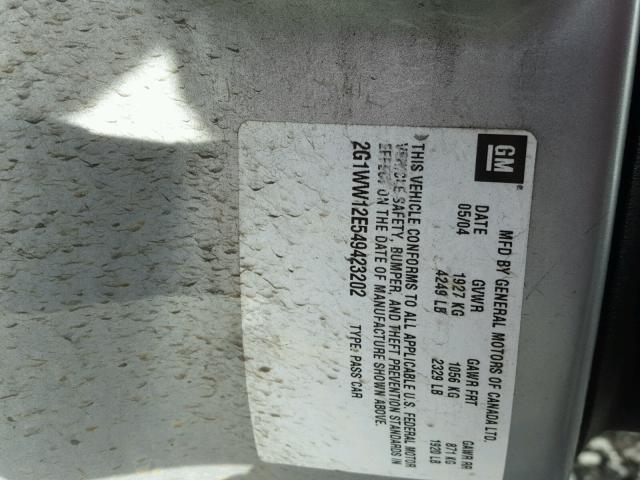 GM
MFD BY GENERAL MOTORS OF CANADA LTD.
DATE GVWR GAWR FRT GAWR RR
05/04 1927 KG 1056 KG 871 KG
4249 LB 2329 LB 1920 LB
THIS VEHICLE CONFORMS TO ALL APPLICABLE U.S. FEDERAL MOTOR
VEHICLE SAFETY, BUMPER, AND THEFT PREVENTION STANDARDS IN
EFFECT ON THE DATE OF MANUFACTURE SHOWN ABOVE.
2G1WW12E549423202 TYPE: PASS CAR